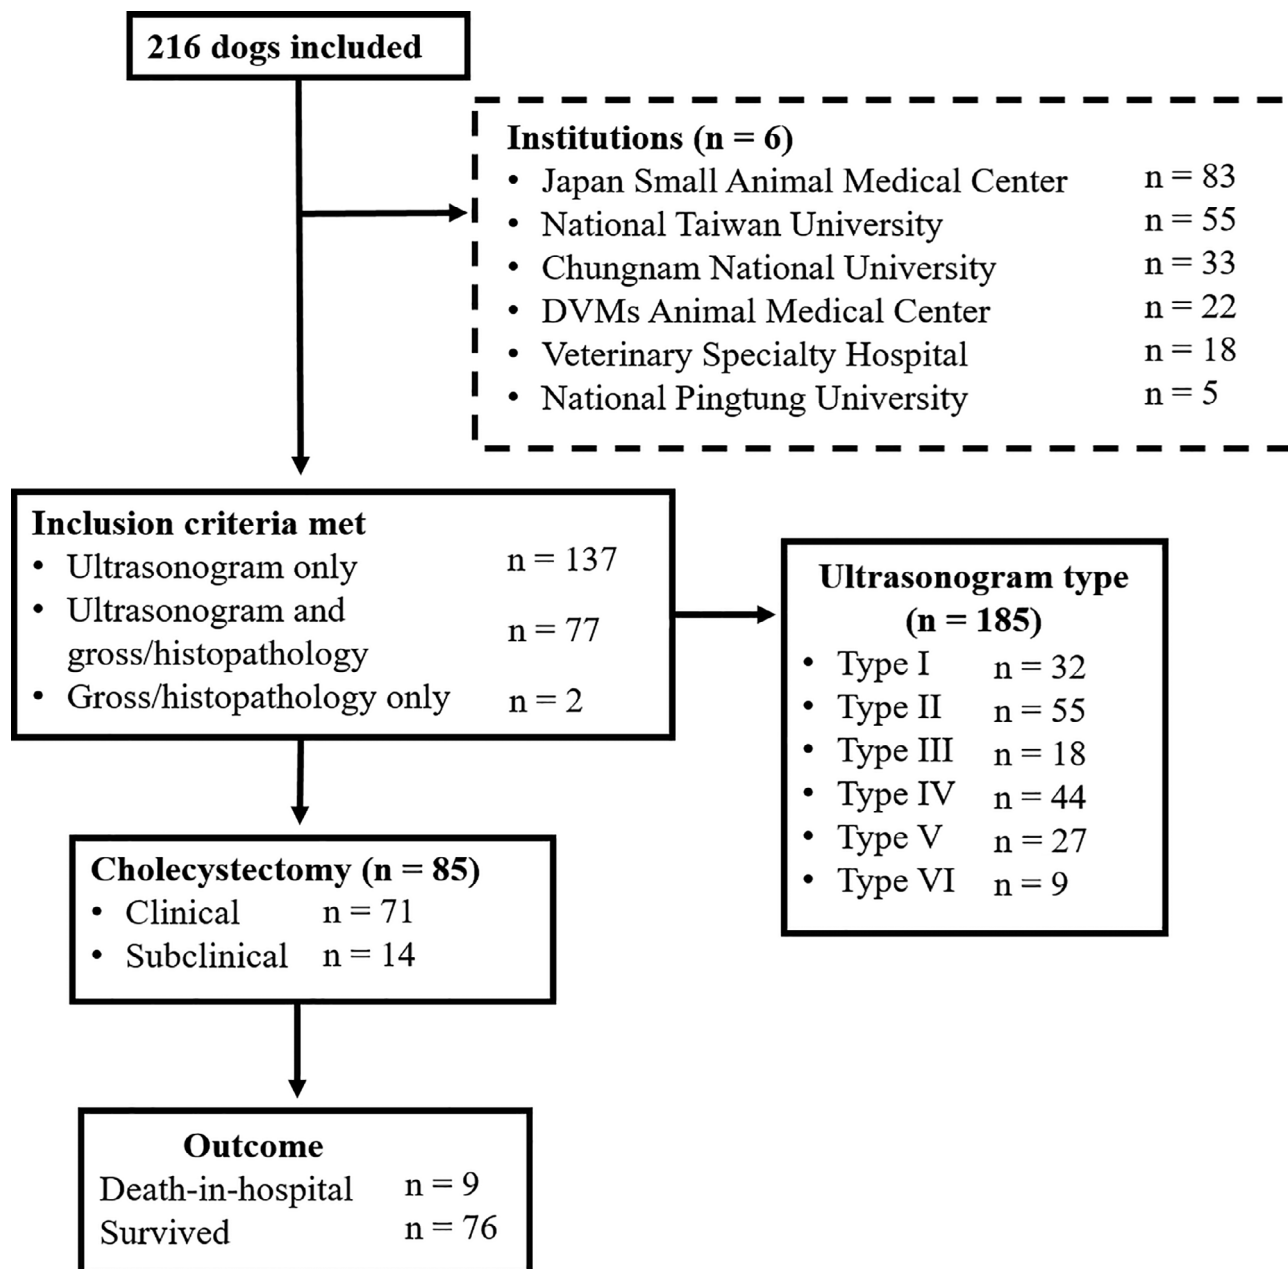 216 dogs included
Institutions (n = 6)
• Japan Small Animal Medical Center n = 83
• National Taiwan University n = 55
• Chungnam National University n = 33
• DVMs Animal Medical Center n = 22
• Veterinary Specialty Hospital n = 18
• National Pingtung University n = 5
Inclusion criteria met
• Ultrasonogram only n = 137
• Ultrasonogram and
gross/histopathology n = 77
• Gross/histopathology only n = 2
Ultrasonogram type
(n = 185)
• Type I n = 32
• Type II n = 55
• Type III n = 18
• Type IV n = 44
• Type V n = 27
• Type VI n = 9
Cholecystectomy (n = 85)
• Clinical n = 71
• Subclinical n = 14
Outcome
Death-in-hospital n = 9
Survived n = 76